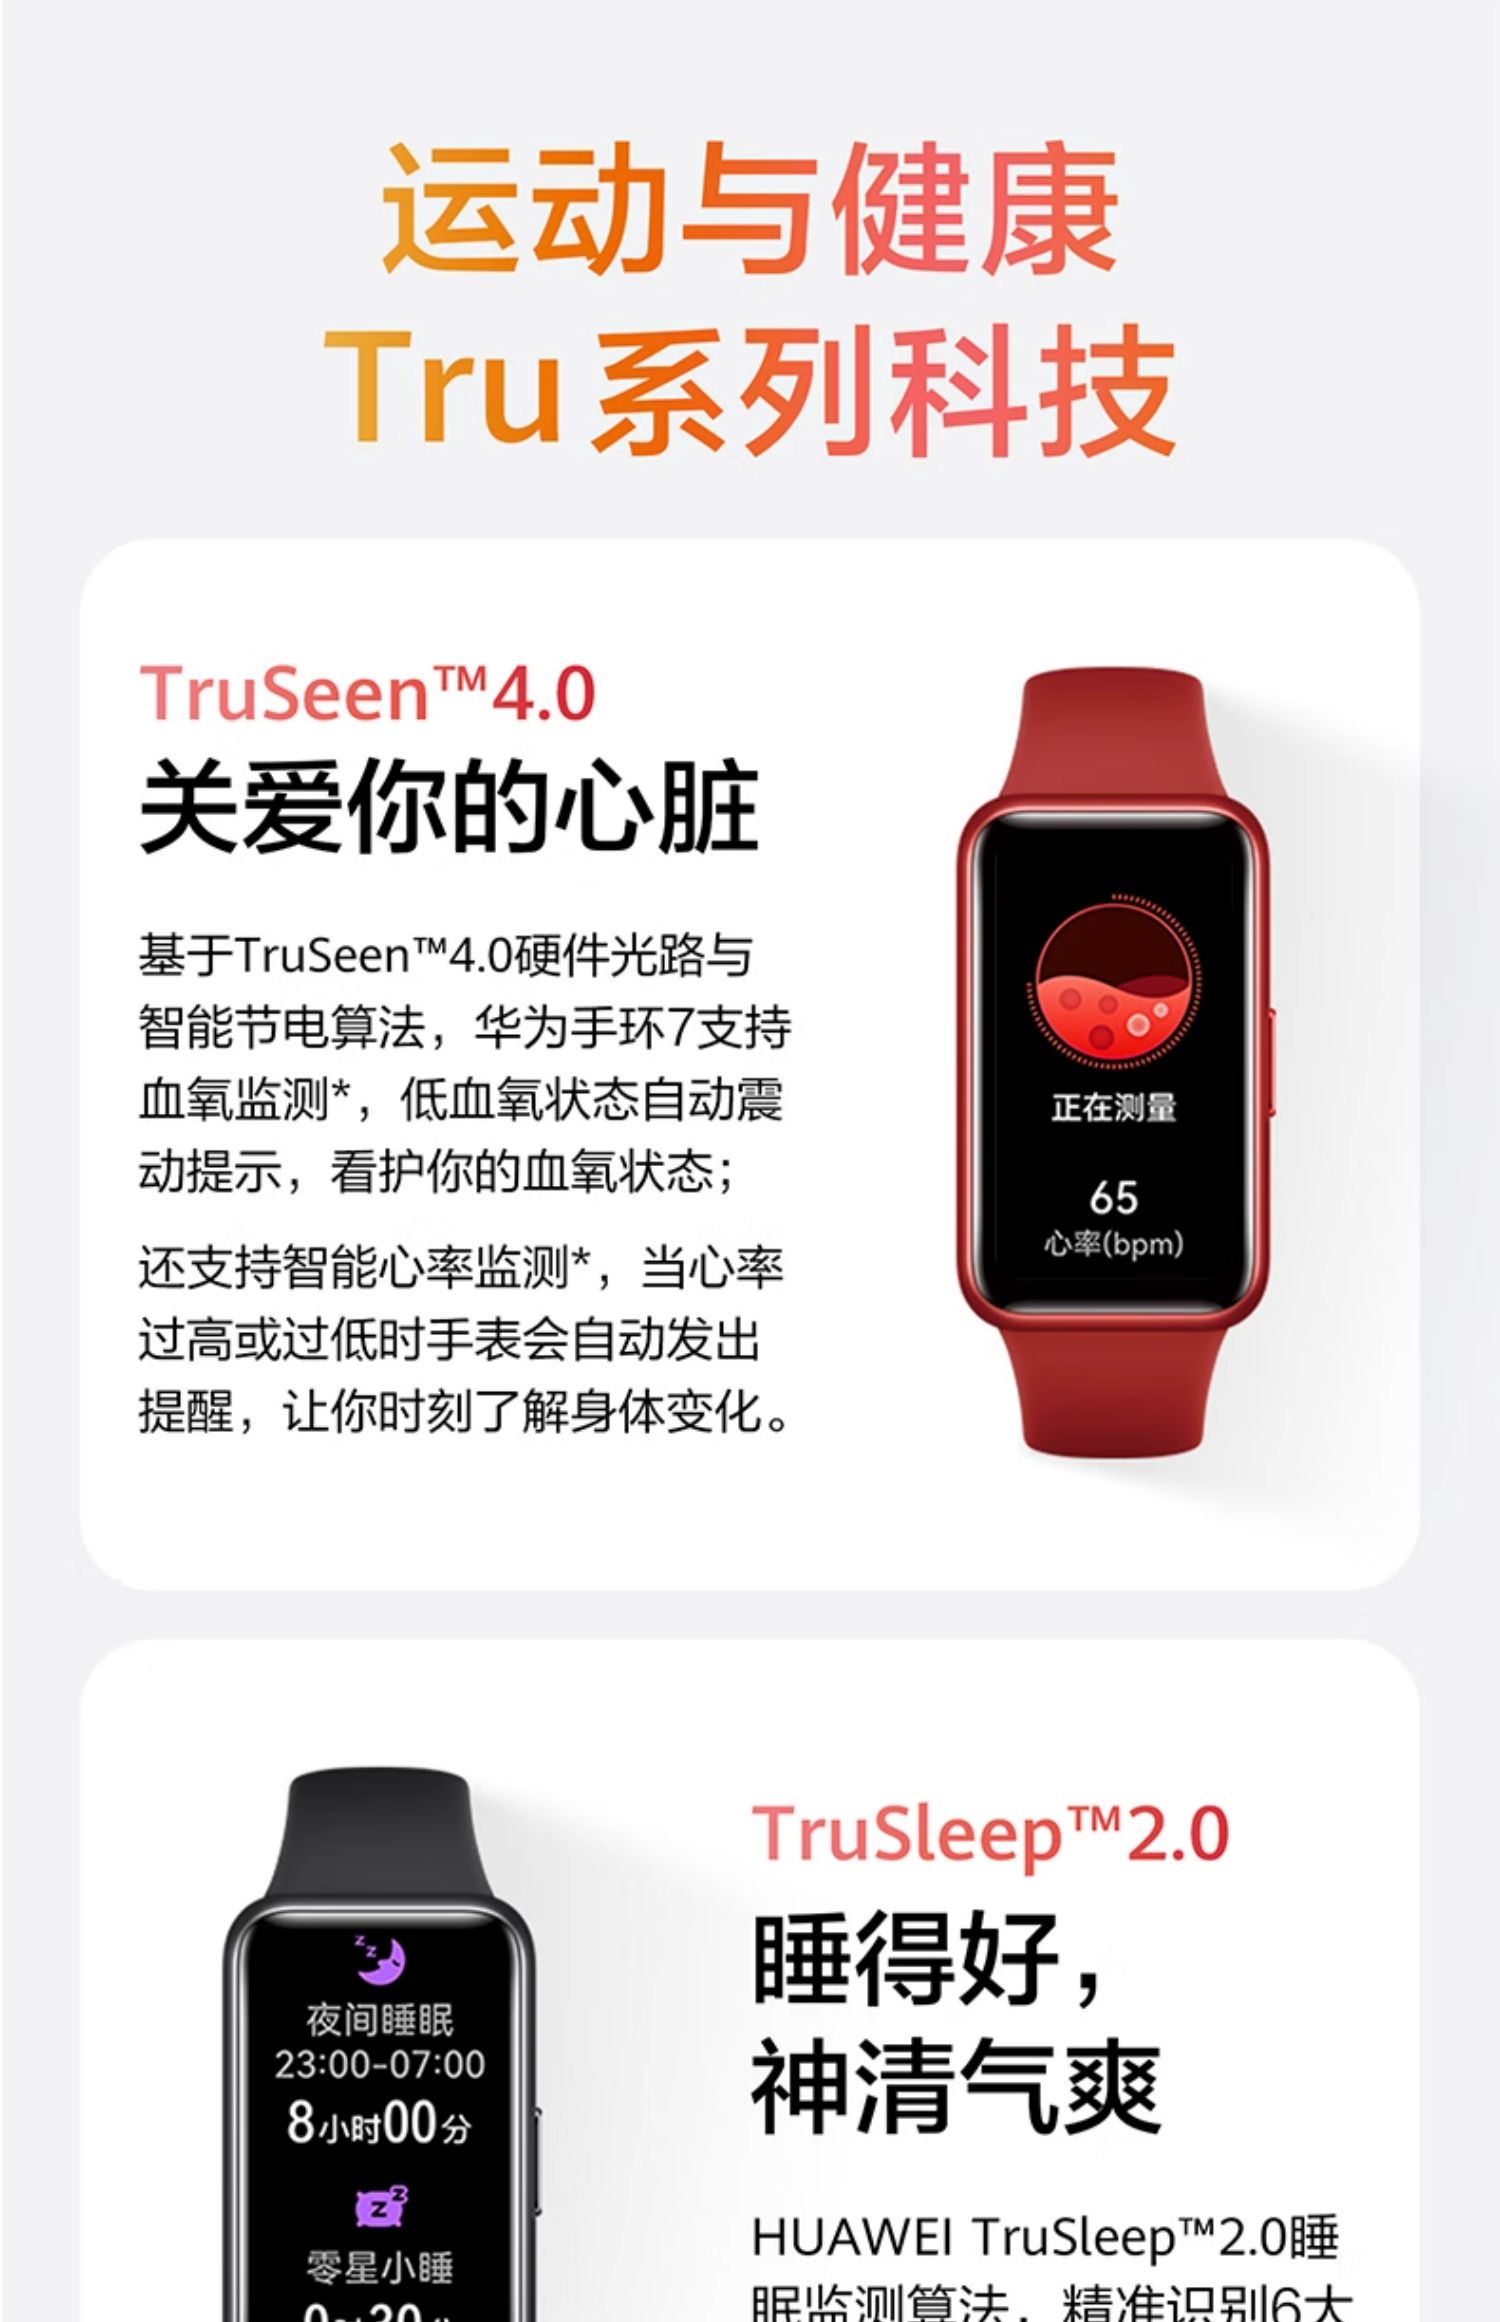 运动与健康
Tru系列科技
TruSeen™4.0
关爱你的心脏
基于TruSeen™4.0硬件光路与
智能节电算法，华为手环7支持
血氧监测*，低血氧状态自动震
动提示，看护你的血氧状态；
还支持智能心率监测*，当心率
过高或过低时手表会自动发出
提醒，让你时刻了解身体变化。
正在测量
65
心率(bpm)
TruSleep™2.0
睡得好，
神清气爽
HUAWEI TruSleep™2.0睡
眠监测算法，精准识别6大
夜间睡眠
23:00-07:00
8小时00分
零星小睡